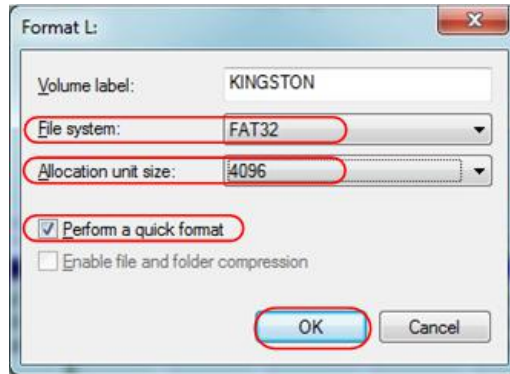 Format L:
Volume label: KINGSTON
File system: FAT32
Allocation unit size: 4096
Perform a quick format
Enable file and folder compression
OK Cancel